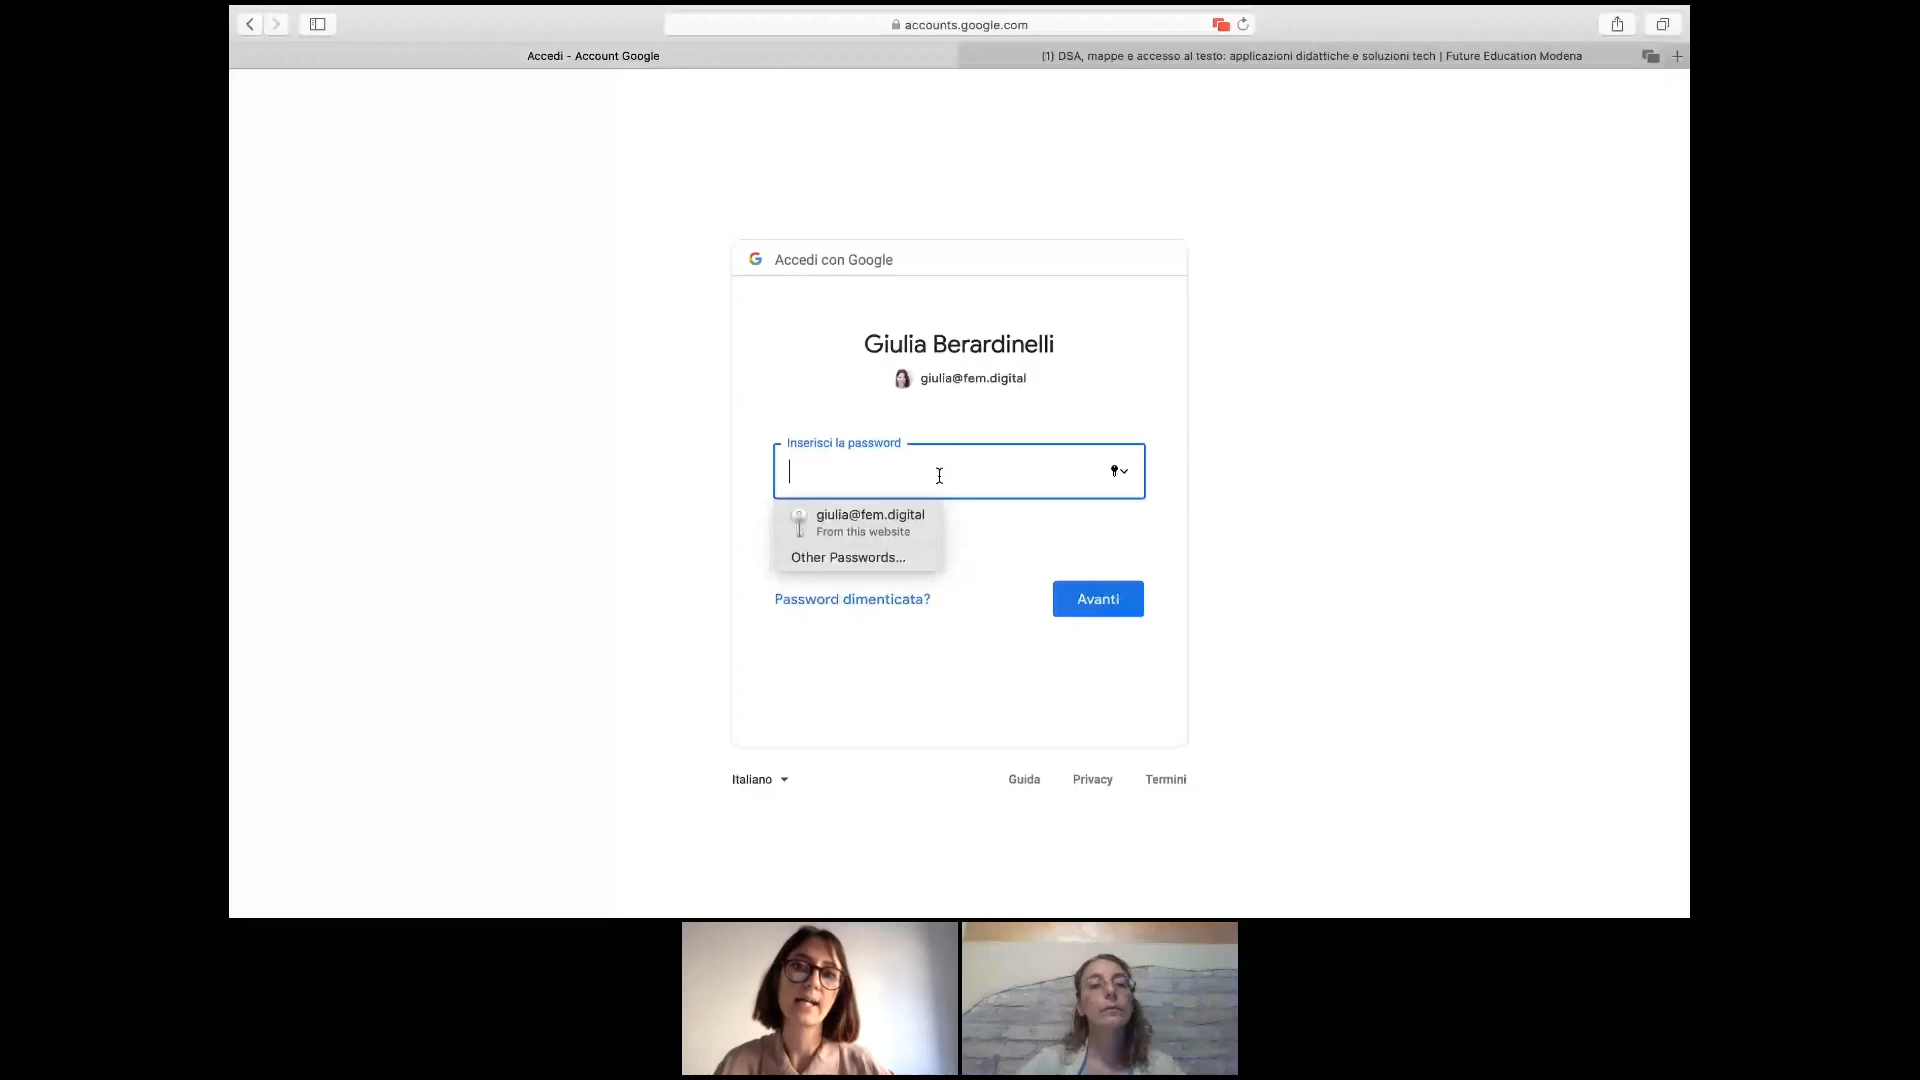 accounts.google.com
Accedi - Account Google
(1) DSA, mappe e accesso al testo: applicazioni didattiche e soluzioni tech | Future Education Modena
Accedi con Google
Giulia Berardinelli
giulia@fem.digital
Inserisci la password
giulia@fem.digital
From this website
Other Passwords...
Password dimenticata?
Avanti
Italiano
Guida
Privacy
Termini